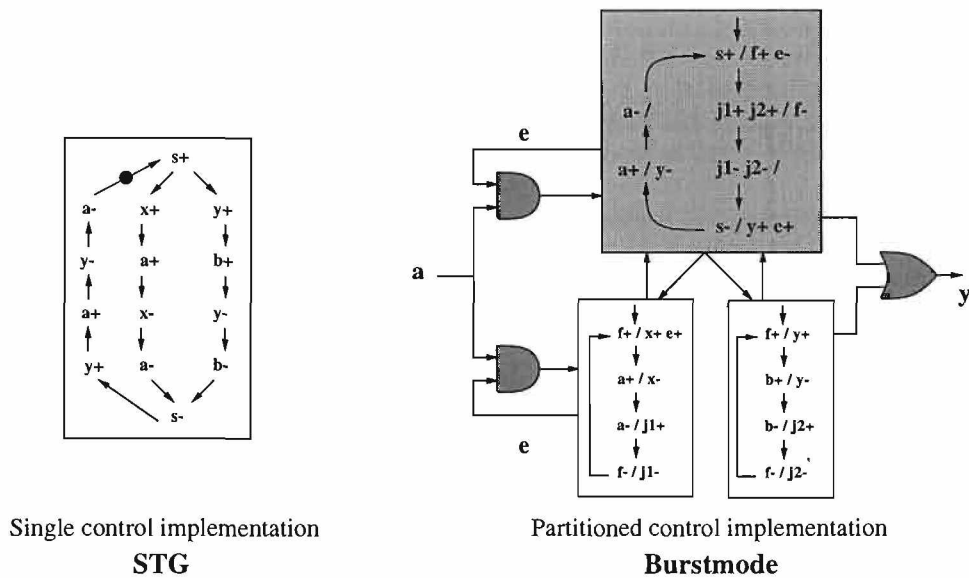 s+
a- x+ y+
y- a+ b+
a+ x- y-
y+ a- b-
s-
Single control implementation
STG
s+ / f+ e-
a- / j1+ j2+ / f-
e
a+ / y- j1- j2- /
s- / y+ e+
a
y
f+ / x+ e+
a+ / x-
a- / j1+
f- / j1-
e
f+ / y+
b+ / y-
b- / j2+
f- / j2-
Partitioned control implementation
Burstmode